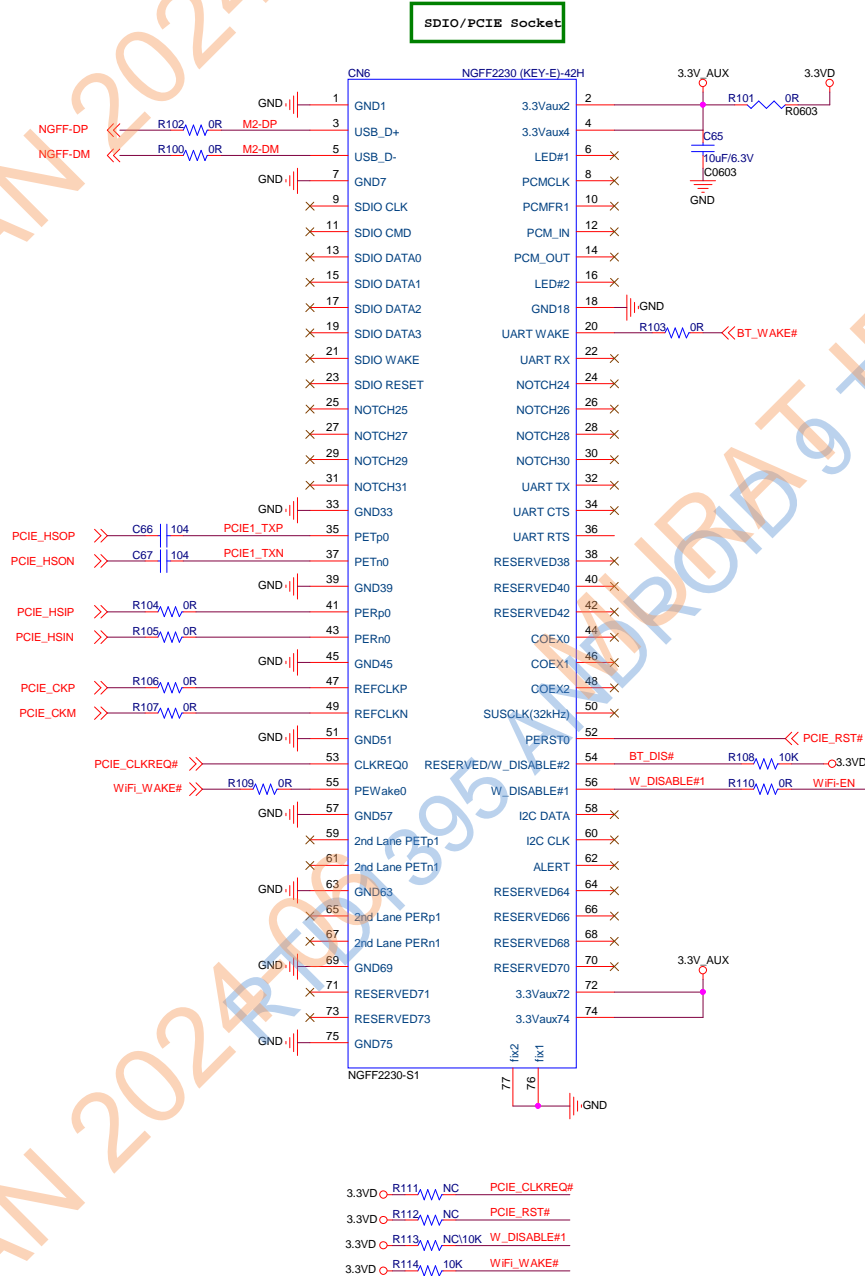 SDIO/PCIE Socket
CN6 NGFF2230 (KEY-E)-42H
3.3V_AUX 3.3VD
R101 0R
R0603
C65
10uF/6.3V
C0603
GND
GND 1 GND1 3.3Vaux2 2
NGFF-DP R102 0R M2-DP 3 USB_D+ 3.3Vaux4 4
NGFF-DM R100 0R M2-DM 5 USB_D- LED#1 6
GND 7 GND7 PCMCLK 8
9 SDIO CLK PCMFR1 10
11 SDIO CMD PCM_IN 12
13 SDIO DATA0 PCM_OUT 14
15 SDIO DATA1 LED#2 16
17 SDIO DATA2 GND18 18 GND
19 SDIO DATA3 UART WAKE 20 R103 0R BT_WAKE#
21 SDIO WAKE UART RX 22
23 SDIO RESET NOTCH24 24
25 NOTCH25 NOTCH26 26
27 NOTCH27 NOTCH28 28
29 NOTCH29 NOTCH30 30
31 NOTCH31 UART TX 32
GND 33 GND33 UART CTS 34
PCIE_HSOP C66 104 PCIE1_TXP 35 PETp0 UART RTS 36
PCIE_HSON C67 104 PCIE1_TXN 37 PETn0 RESERVED38 38
GND 39 GND39 RESERVED40 40
PCIE_HSIP R104 0R 41 PERp0 RESERVED42 42
PCIE_HSIN R105 0R 43 PERn0 COEX0 44
GND 45 GND45 COEX1 46
PCIE_CKP R106 0R 47 REFCLKP COEX2 48
PCIE_CKM R107 0R 49 REFCLKN SUSCLK(32kHz) 50
GND 51 GND51 PERST0 52 PCIE_RST#
PCIE_CLKREQ# 53 CLKREQ0 RESERVED/W_DISABLE#2 54 BT_DIS# R108 10K 3.3VD
WiFi_WAKE# R109 0R 55 PEWake0 W_DISABLE#1 56 W_DISABLE#1 R110 0R WiFi-EN
GND 57 GND57 I2C DATA 58
59 2nd Lane PETp1 I2C CLK 60
61 2nd Lane PETn1 ALERT 62
GND 63 GND63 RESERVED64 64
65 2nd Lane PERp1 RESERVED66 66
67 2nd Lane PERn1 RESERVED68 68
GND 69 GND69 RESERVED70 70
3.3V_AUX
71 RESERVED71 3.3Vaux72 72
73 RESERVED73 3.3Vaux74 74
GND 75 GND75
fix2 fix1
NGFF2230-S1
77 76 GND
3.3VD R111 NC PCIE_CLKREQ#
3.3VD R112 NC PCIE_RST#
3.3VD R113 NC\10K W_DISABLE#1
3.3VD R114 10K WiFi_WAKE#
AN 2024
AN 2024-06
MURAT
RTD1395 ANDROID 9